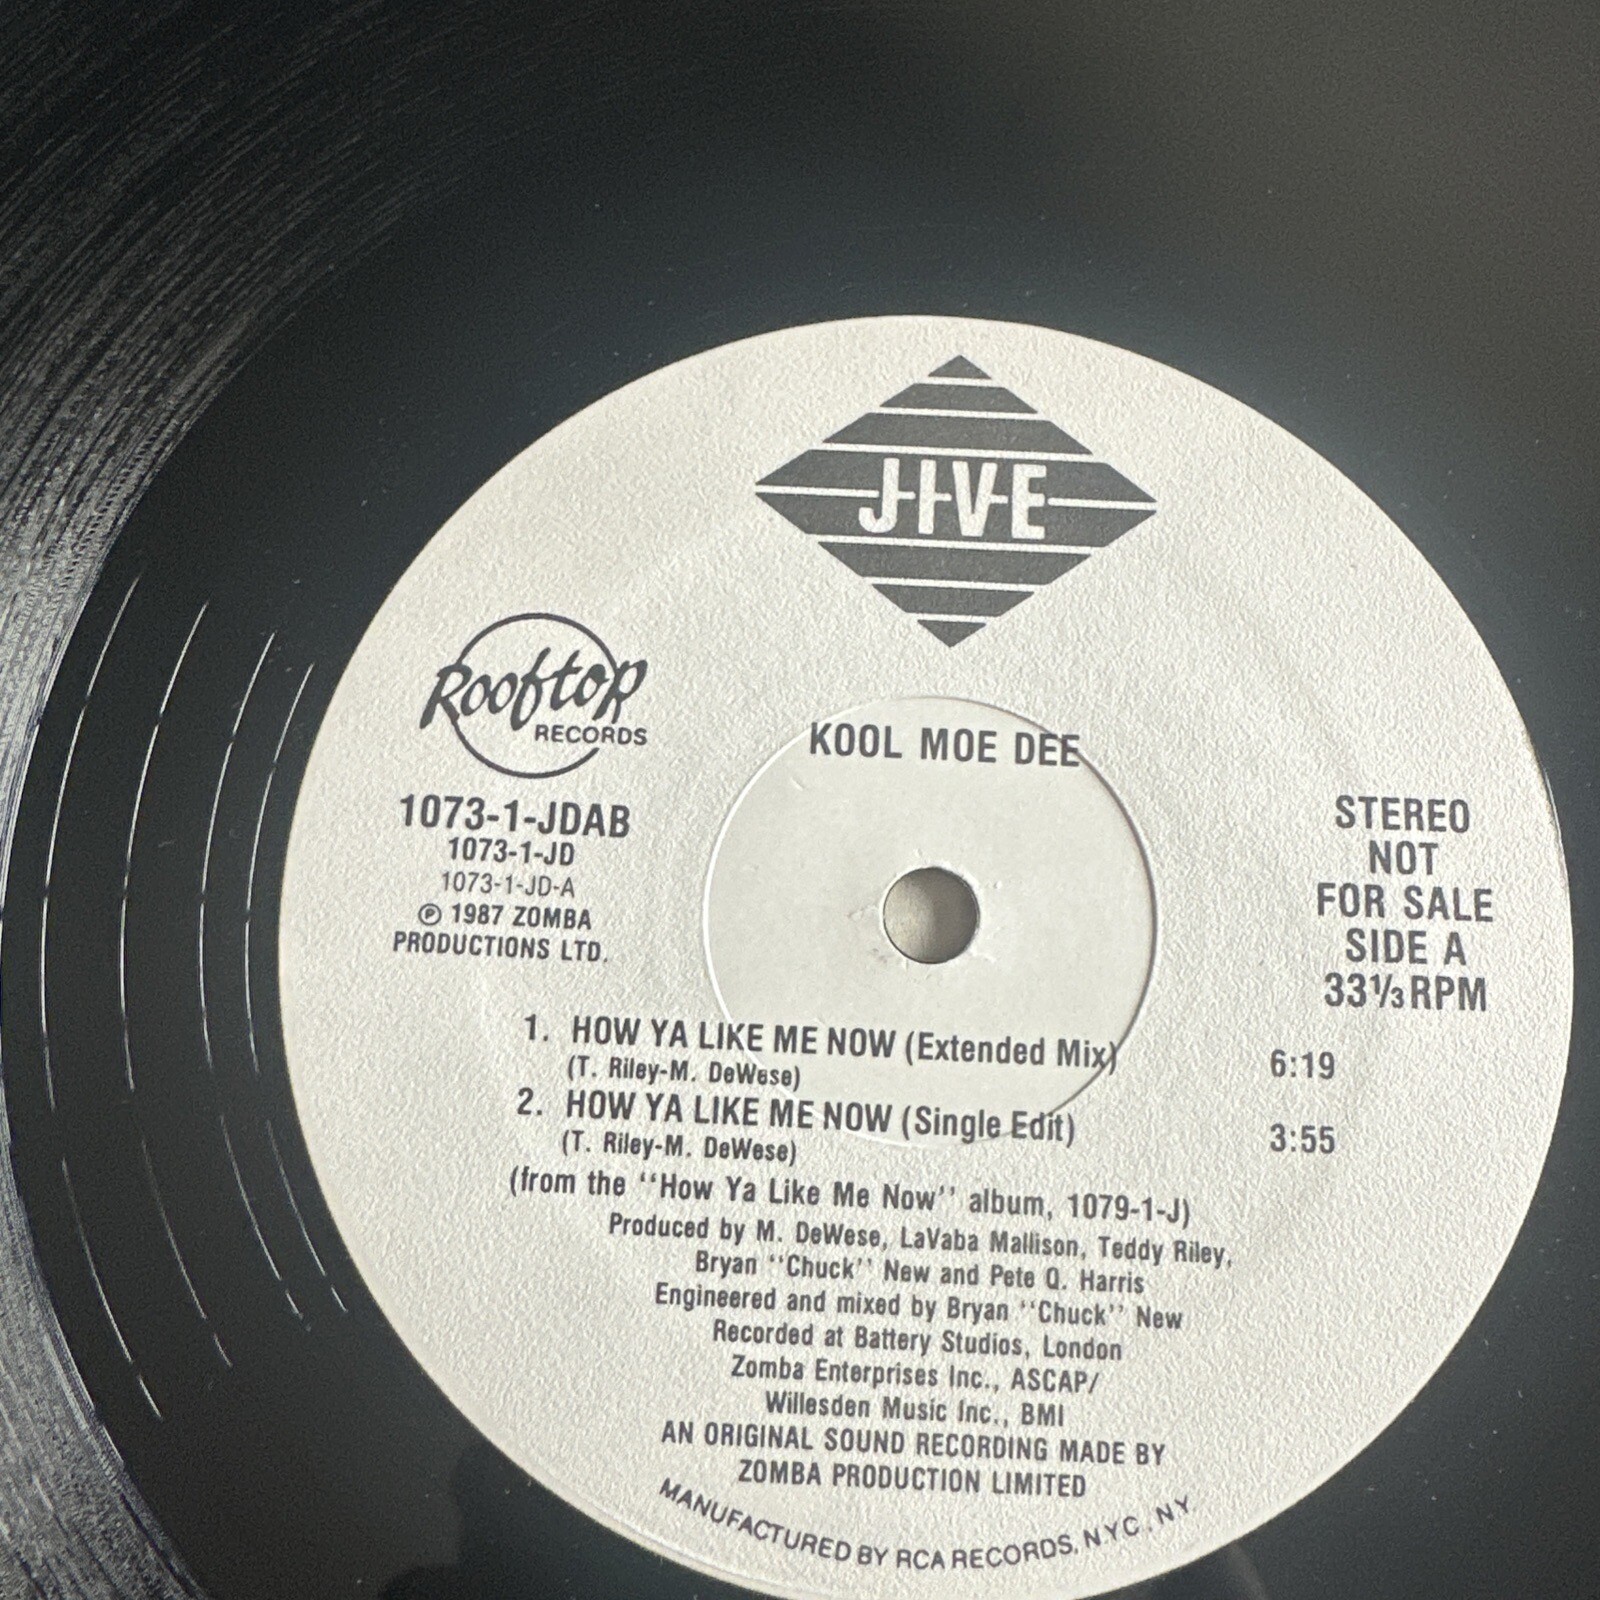 JIVE
Rooftop
RECORDS
KOOL MOE DEE
1073-1-JDAB
1073-1-JD
1073-1-JD-A
℗ 1987 ZOMBA
PRODUCTIONS LTD.
STEREO
NOT
FOR SALE
SIDE A
33⅓ RPM
1. HOW YA LIKE ME NOW (Extended Mix) 6:19
(T. Riley-M. DeWese)
2. HOW YA LIKE ME NOW (Single Edit) 3:55
(T. Riley-M. DeWese)
(from the "How Ya Like Me Now" album, 1079-1-J)
Produced by M. DeWese, LaVaba Mallison, Teddy Riley,
Bryan "Chuck" New and Pete Q. Harris
Engineered and mixed by Bryan "Chuck" New
Recorded at Battery Studios, London
Zomba Enterprises Inc., ASCAP/
Willesden Music Inc., BMI
AN ORIGINAL SOUND RECORDING MADE BY
ZOMBA PRODUCTION LIMITED
MANUFACTURED BY RCA RECORDS, N.Y.C., N.Y.